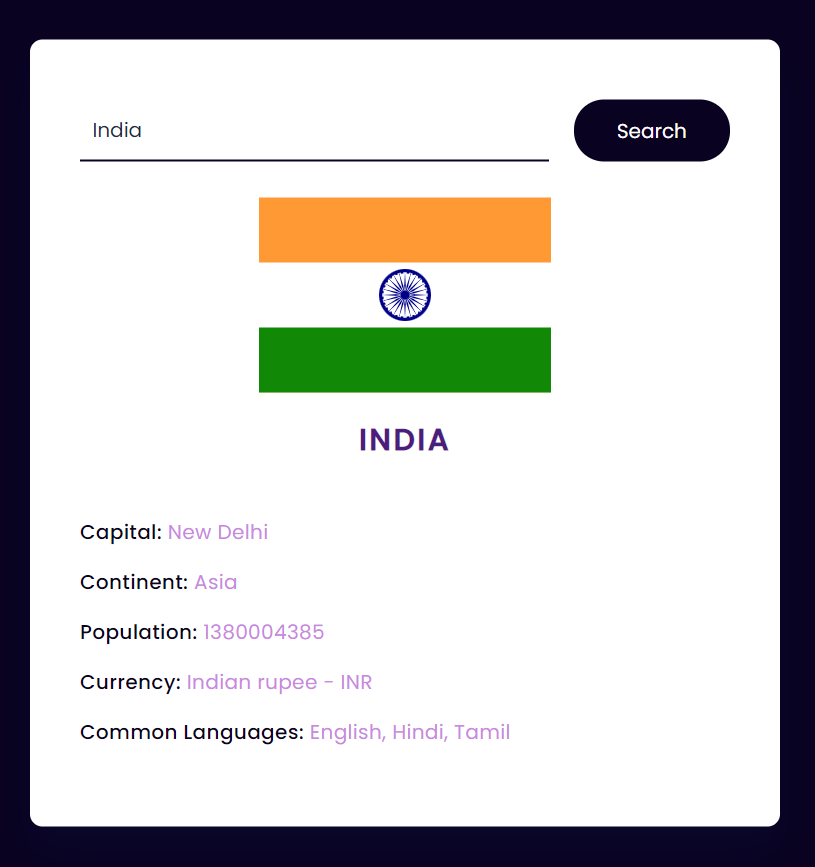 India
Search
INDIA
Capital: New Delhi
Continent: Asia
Population: 1380004385
Currency: Indian rupee - INR
Common Languages: English, Hindi, Tamil